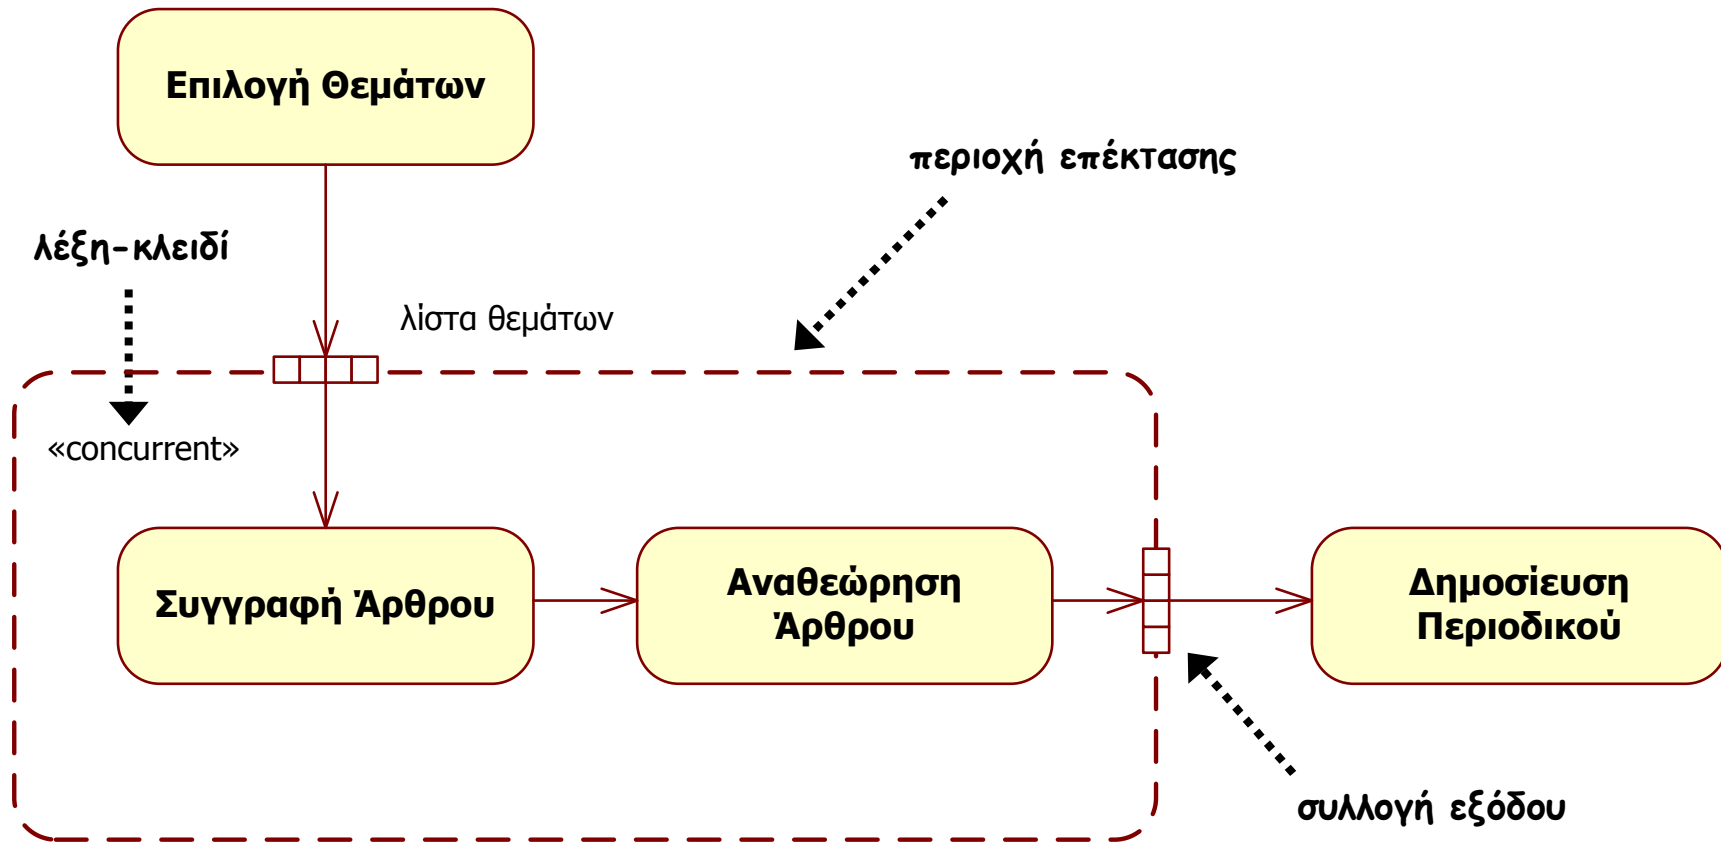 Επιλογή Θεμάτων
περιοχή επέκτασης
λέξη-κλειδί
λίστα θεμάτων
«concurrent»
Συγγραφή Άρθρου
Αναθεώρηση
Άρθρου
Δημοσίευση
Περιοδικού
συλλογή εξόδου